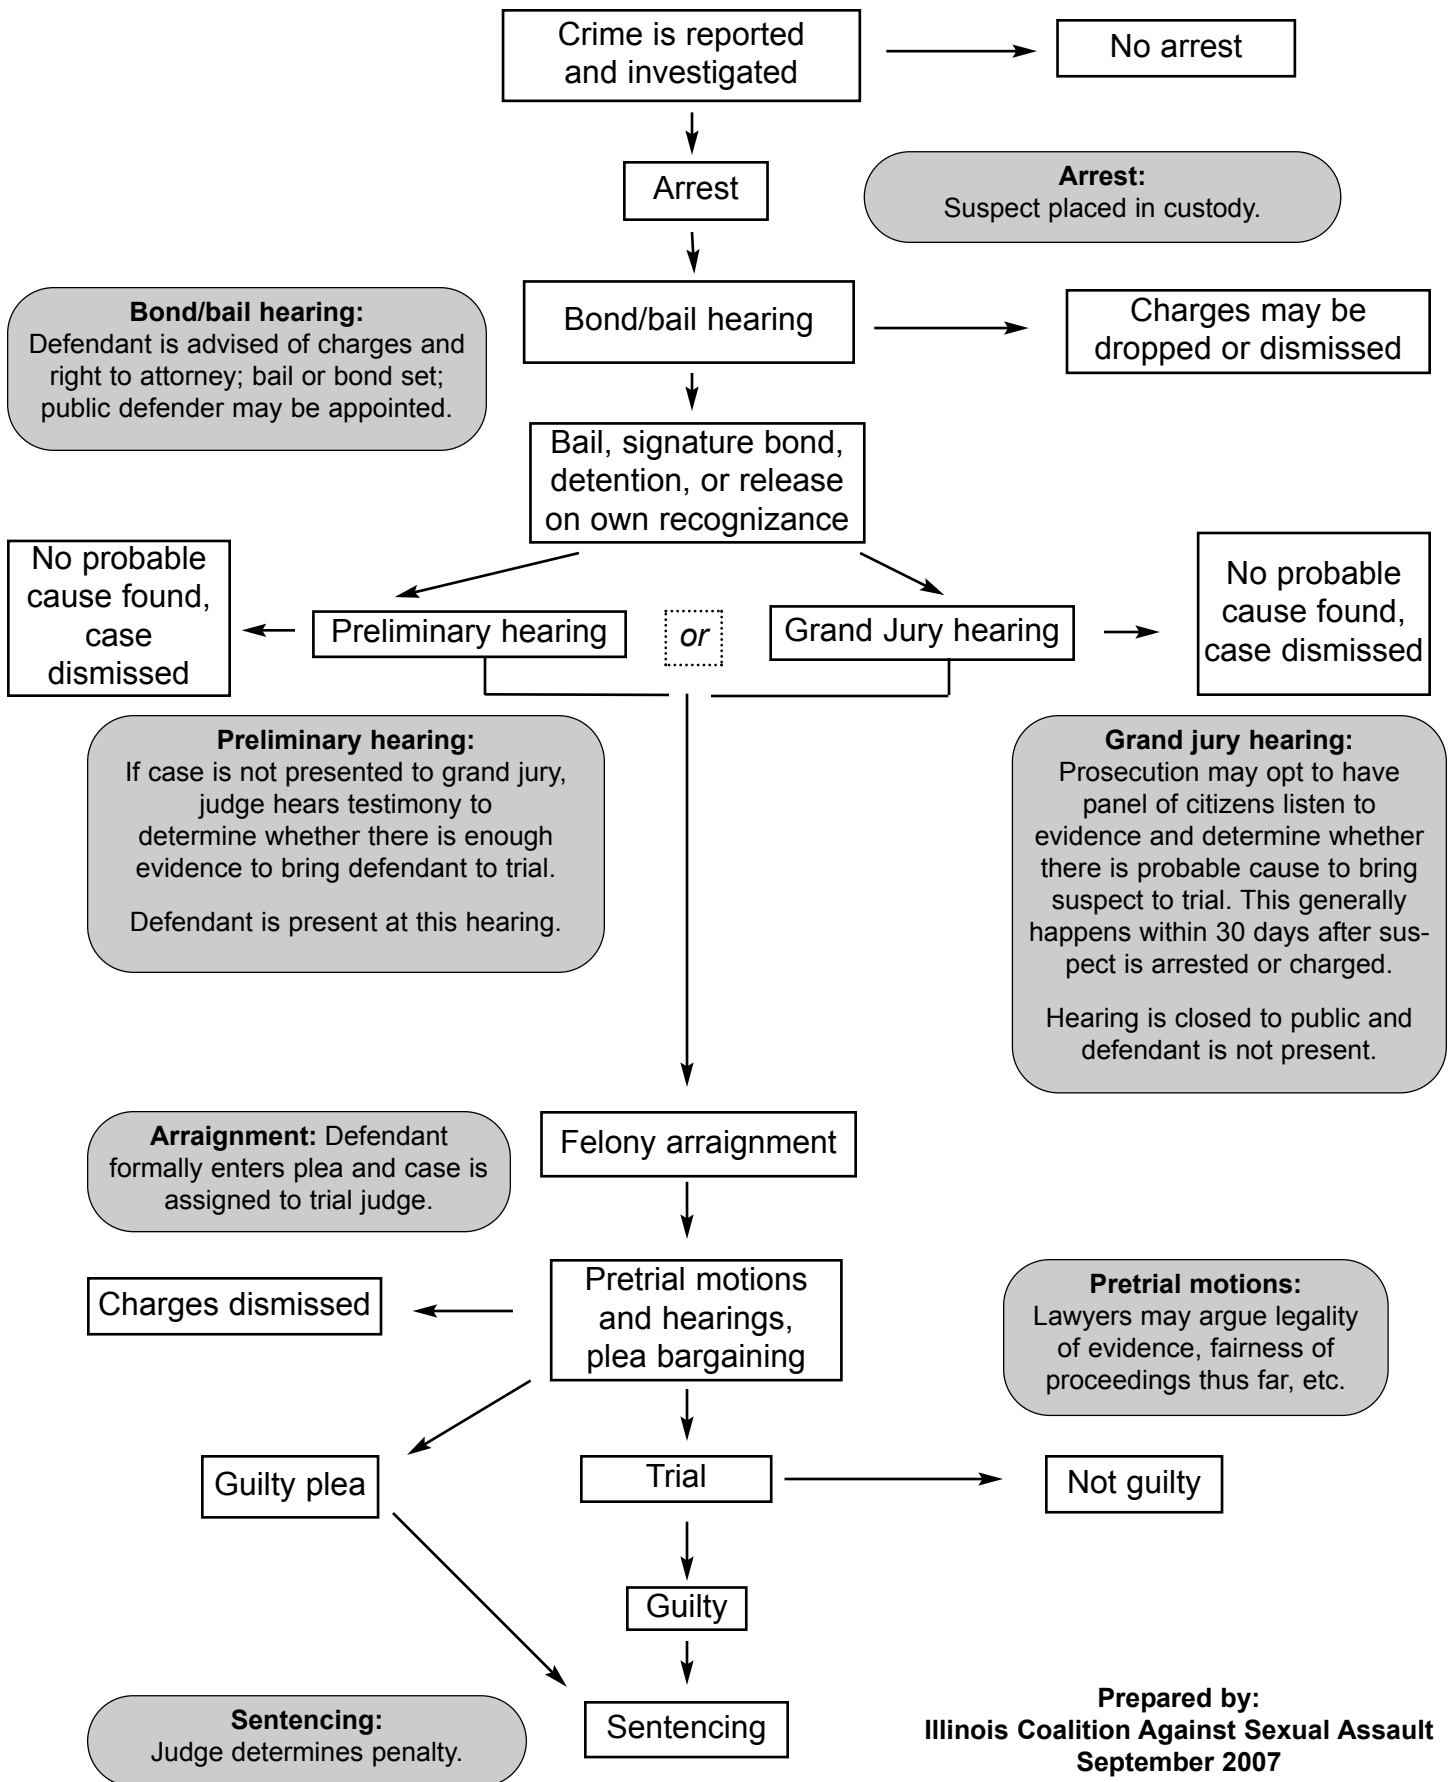 Crime is reported
and investigated
No arrest
Arrest
Arrest:
Suspect placed in custody.
Bond/bail hearing:
Defendant is advised of charges and
right to attorney; bail or bond set;
public defender may be appointed.
Bond/bail hearing
Charges may be
dropped or dismissed
Bail, signature bond,
detention, or release
on own recognizance
No probable
cause found,
case
dismissed
Preliminary hearing
or
Grand Jury hearing
No probable
cause found,
case dismissed
Preliminary hearing:
If case is not presented to grand jury,
judge hears testimony to
determine whether there is enough
evidence to bring defendant to trial.
Defendant is present at this hearing.
Grand jury hearing:
Prosecution may opt to have
panel of citizens listen to
evidence and determine whether
there is probable cause to bring
suspect to trial. This generally
happens within 30 days after sus-
pect is arrested or charged.
Hearing is closed to public and
defendant is not present.
Arraignment: Defendant
formally enters plea and case is
assigned to trial judge.
Felony arraignment
Charges dismissed
Pretrial motions
and hearings,
plea bargaining
Pretrial motions:
Lawyers may argue legality
of evidence, fairness of
proceedings thus far, etc.
Guilty plea
Trial
Not guilty
Guilty
Sentencing:
Judge determines penalty.
Sentencing
Prepared by:
Illinois Coalition Against Sexual Assault
September 2007